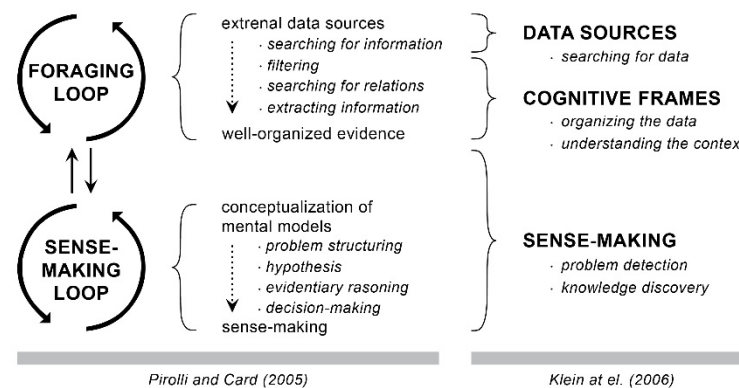 FORAGING
LOOP
extrenal data sources
· searching for information
· filtering
· searching for relations
· extracting information
well-organized evidence
DATA SOURCES
· searching for data
COGNITIVE FRAMES
· organizing the data
· understanding the contex
SENSE-
MAKING
LOOP
conceptualization of
mental models
· problem structuring
· hypothesis
· evidentiary rasoning
· decision-making
sense-making
SENSE-MAKING
· problem detection
· knowledge discovery
Pirolli and Card (2005)
Klein at el. (2006)